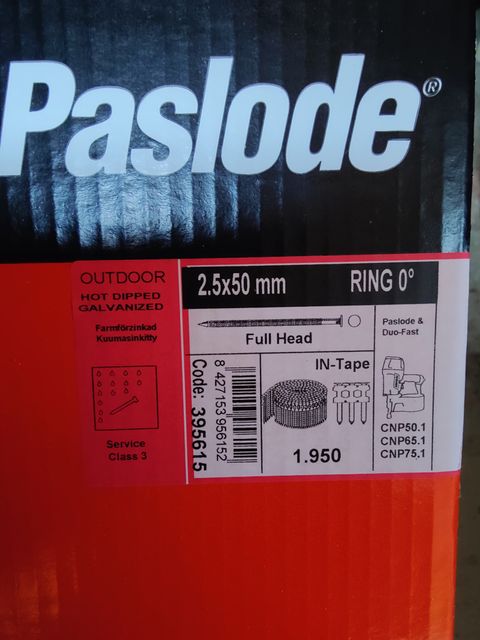 Paslode®
OUTDOOR
HOT DIPPED
GALVANIZED
Farmförzinkad
Kuumasinkitty
Service
Class 3
2.5x50 mm RING 0°
Full Head
Paslode &
Duo-Fast
Code: 395615
8 427153 956152
IN-Tape
1.950
CNP50.1
CNP65.1
CNP75.1